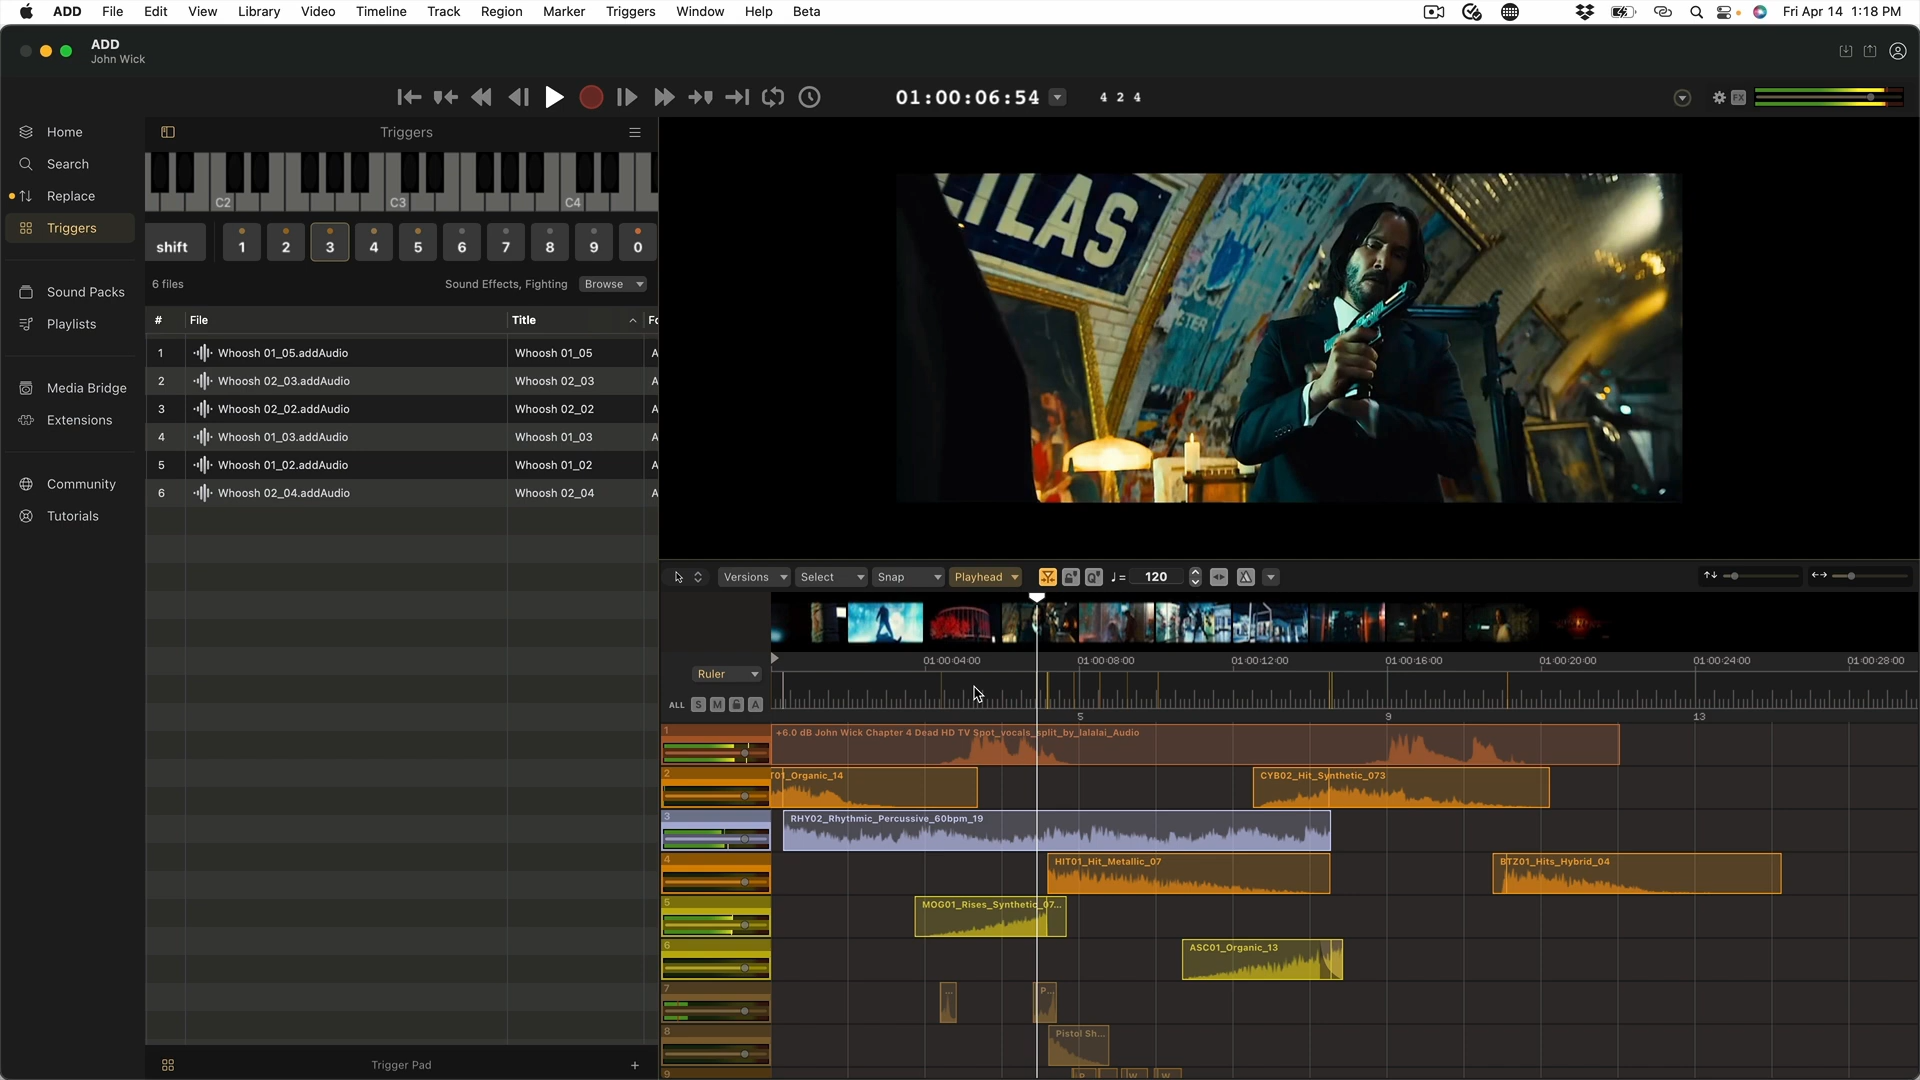 ADD File Edit View Library Video Timeline Track Region Marker Triggers Window Help Beta Fri Apr 14 1:18 PM
ADD
John Wick
01:00:06:54 4 2 4 FX
Home
Search
Replace
Triggers
Sound Packs
Playlists
Media Bridge
Extensions
Community
Tutorials
Triggers
C2 C3 C4
shift 1 2 3 4 5 6 7 8 9 0
6 files Sound Effects, Fighting Browse
# File Title
1 Whoosh 01_05.addAudio Whoosh 01_05 A
2 Whoosh 02_03.addAudio Whoosh 02_03 A
3 Whoosh 02_02.addAudio Whoosh 02_02 A
4 Whoosh 01_03.addAudio Whoosh 01_03 A
5 Whoosh 01_02.addAudio Whoosh 01_02 A
6 Whoosh 02_04.addAudio Whoosh 02_04 A
Trigger Pad +
LILAS
Versions Select Snap Playhead Q = 120
01:00:04:00 01:00:08:00 01:00:12:00 01:00:16:00 01:00:20:00 01:00:24:00 01:00:28:00
Ruler
ALL S M A
5 9 13
1 +6.0 dB John Wick Chapter 4 Dead HD TV Spot_vocals_split_by_lalalai_Audio
2 T01_Organic_14 CYB02_Hit_Synthetic_073
3 RHY02_Rhythmic_Percussive_60bpm_19
4 HIT01_Hit_Metallic_07 BTZ01_Hits_Hybrid_04
5 MOG01_Rises_Synthetic_07...
6 ASC01_Organic_13
7 ... P...
8 Pistol Sh...
9 P W W